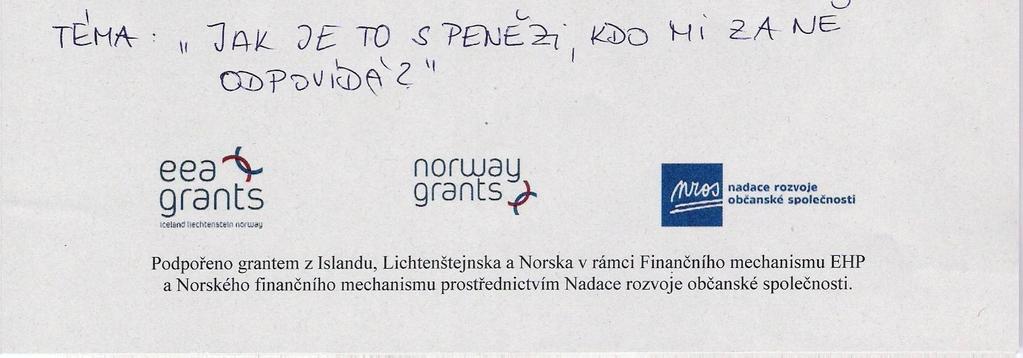 TÉMA : „ JAK JE TO S PENĚZI, KDO MI ZA NĚ
ODPOVÍDÁ?"
eea
grants
iceland liechtenstein norway
norway
grants
nros
nadace rozvoje
občanské společnosti
Podpořeno grantem z Islandu, Lichtenštejnska a Norska v rámci Finančního mechanismu EHP
a Norského finančního mechanismu prostřednictvím Nadace rozvoje občanské společnosti.